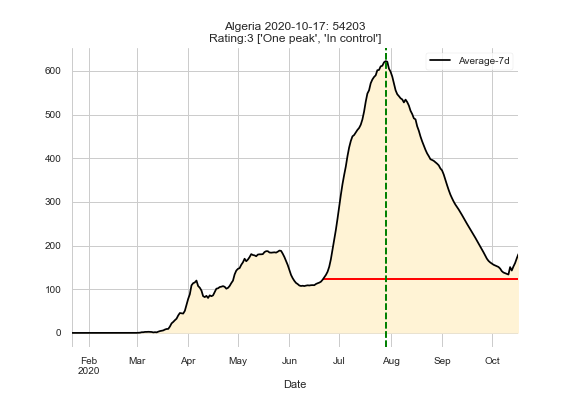 Algeria 2020-10-17: 54203
Rating:3 ['One peak', 'In control']
Average-7d
600
500
400
300
200
100
0
Feb Mar Apr May Jun Jul Aug Sep Oct
2020
Date